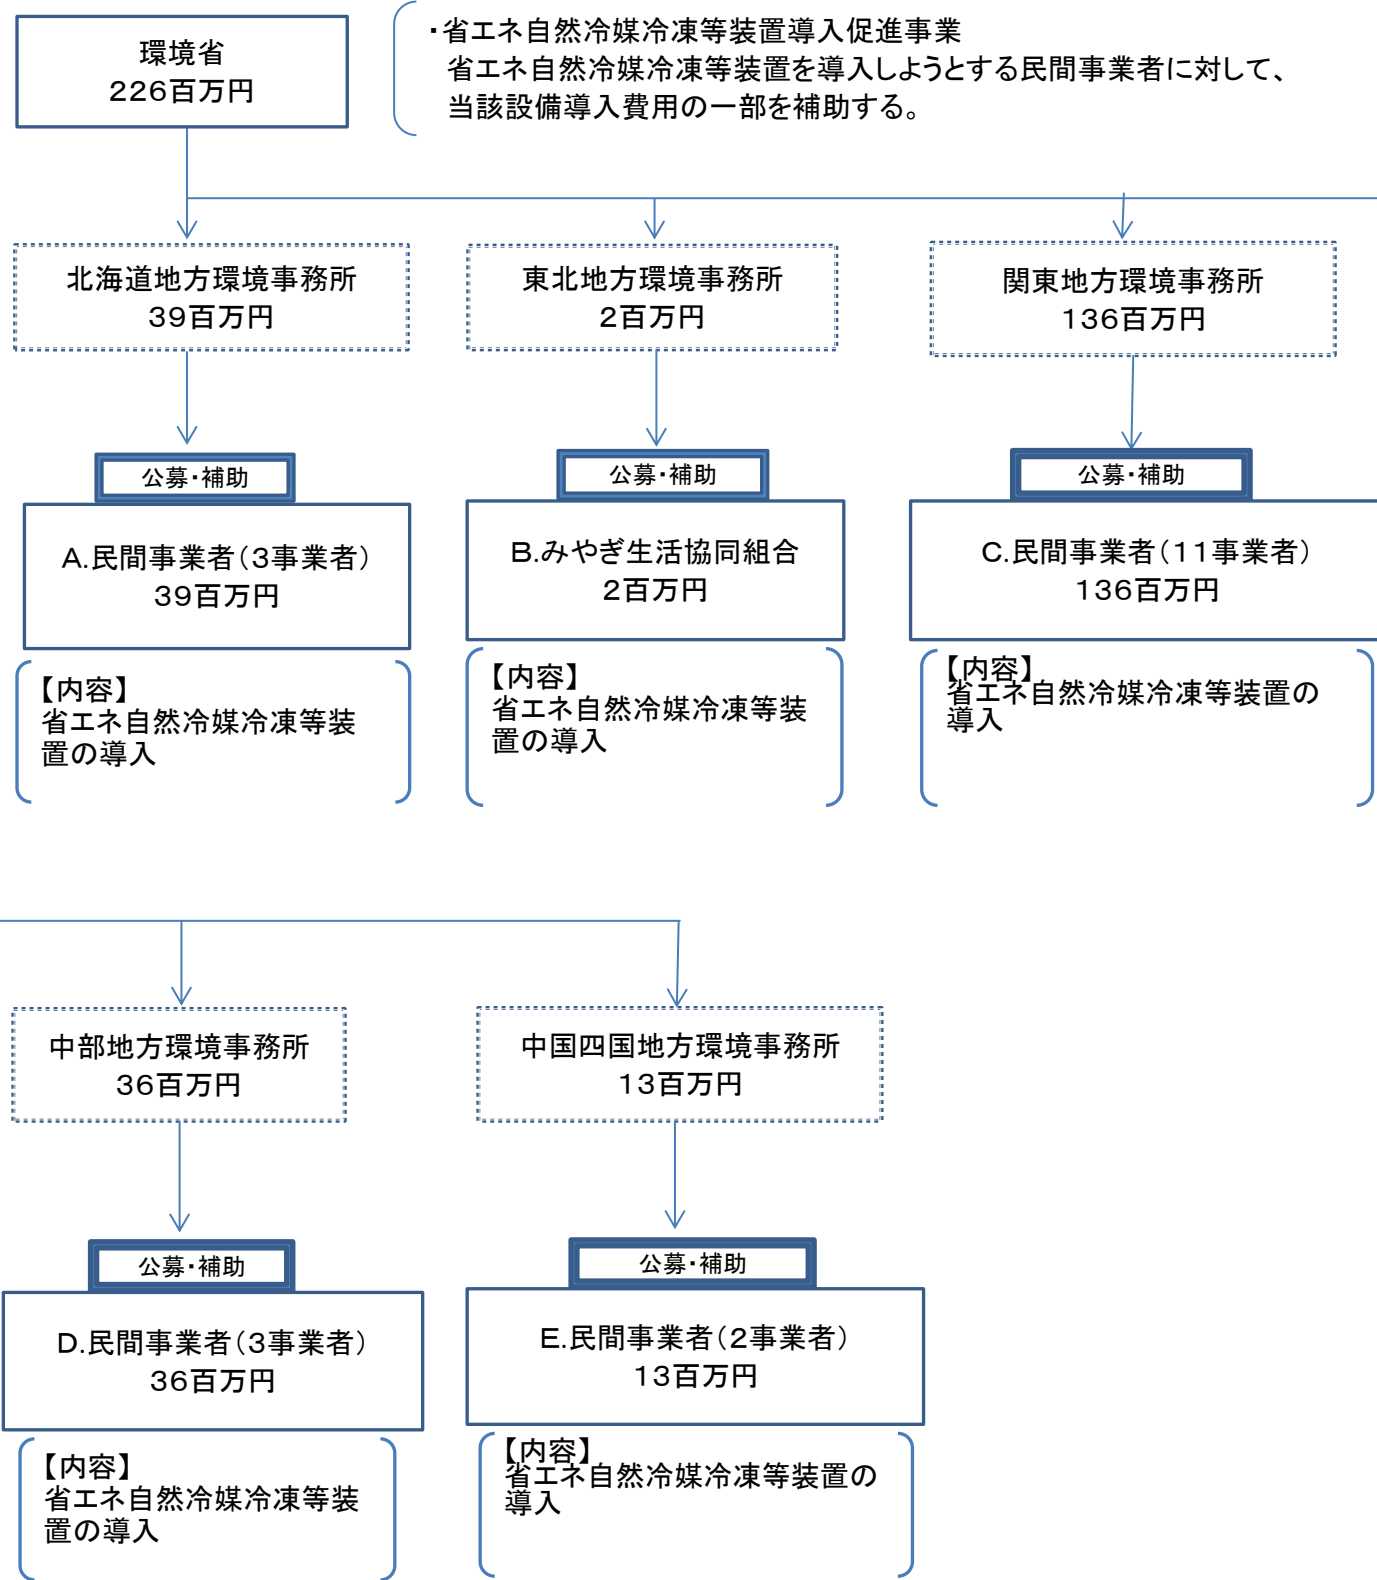 環境省
226百万円
・省エネ自然冷媒冷凍等装置導入促進事業
省エネ自然冷媒冷凍等装置を導入しようとする民間事業者に対して、
当該設備導入費用の一部を補助する。
北海道地方環境事務所
39百万円
東北地方環境事務所
2百万円
関東地方環境事務所
136百万円
公募・補助
A.民間事業者(3事業者)
39百万円
公募・補助
B.みやぎ生活協同組合
2百万円
公募・補助
C.民間事業者(11事業者)
136百万円
【内容】
省エネ自然冷媒冷凍等装
置の導入
【内容】
省エネ自然冷媒冷凍等装
置の導入
【内容】
省エネ自然冷媒冷凍等装置の
導入
中部地方環境事務所
36百万円
中国四国地方環境事務所
13百万円
公募・補助
D.民間事業者(3事業者)
36百万円
公募・補助
E.民間事業者(2事業者)
13百万円
【内容】
省エネ自然冷媒冷凍等装
置の導入
【内容】
省エネ自然冷媒冷凍等装置の
導入